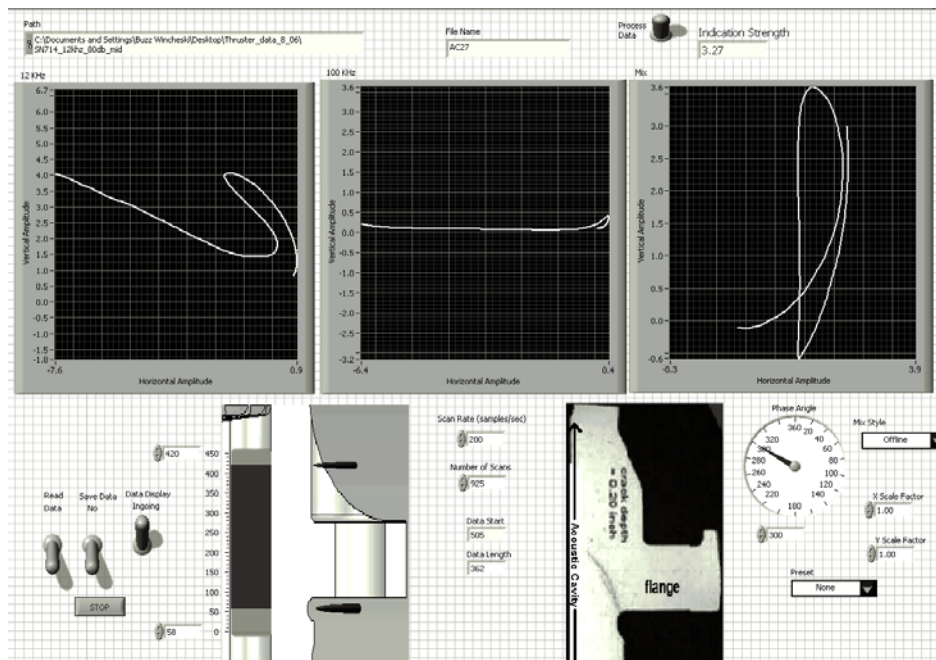 Path
C:\Documents and Settings\Buzz Wincheski\Desktop\Thruster_data_8_06\
SN714_12khz_80db_mid
File Name
AC27
Process
Data
Indication Strength
3.27
12 KHz
6.7
6.0
5.5
5.0
4.5
4.0
3.5
3.0
2.5
2.0
1.5
1.0
0.5
0.0
-0.5
-1.0
-1.5
-1.8
-7.6
0.9
Vertical Amplitude
Horizontal Amplitude
100 KHz
3.6
3.0
2.5
2.0
1.5
1.0
0.5
0.0
-0.5
-1.0
-1.5
-2.0
-2.5
-3.2
-6.4
0.4
Vertical Amplitude
Horizontal Amplitude
Mix
3.6
3.0
2.0
1.0
0.0
-0.6
-3.9
Vertical Amplitude
Horizontal Amplitude
420
450
400
350
300
250
200
150
100
50
0
58
Read
Data
Save Data
No
Data Display
Ingoing
STOP
Scan Rate (samples/sec)
200
Number of Scans
925
Data Start
505
Data Length
362
Acoustic Cavity
crack depth
= 0.20 inch
flange
Phase Angle
360
20
40
60
80
100
120
140
100
220
240
260
280
300
320
300
Mix Style
Offline
X Scale Factor
1.00
Y Scale Factor
1.00
Preset
None